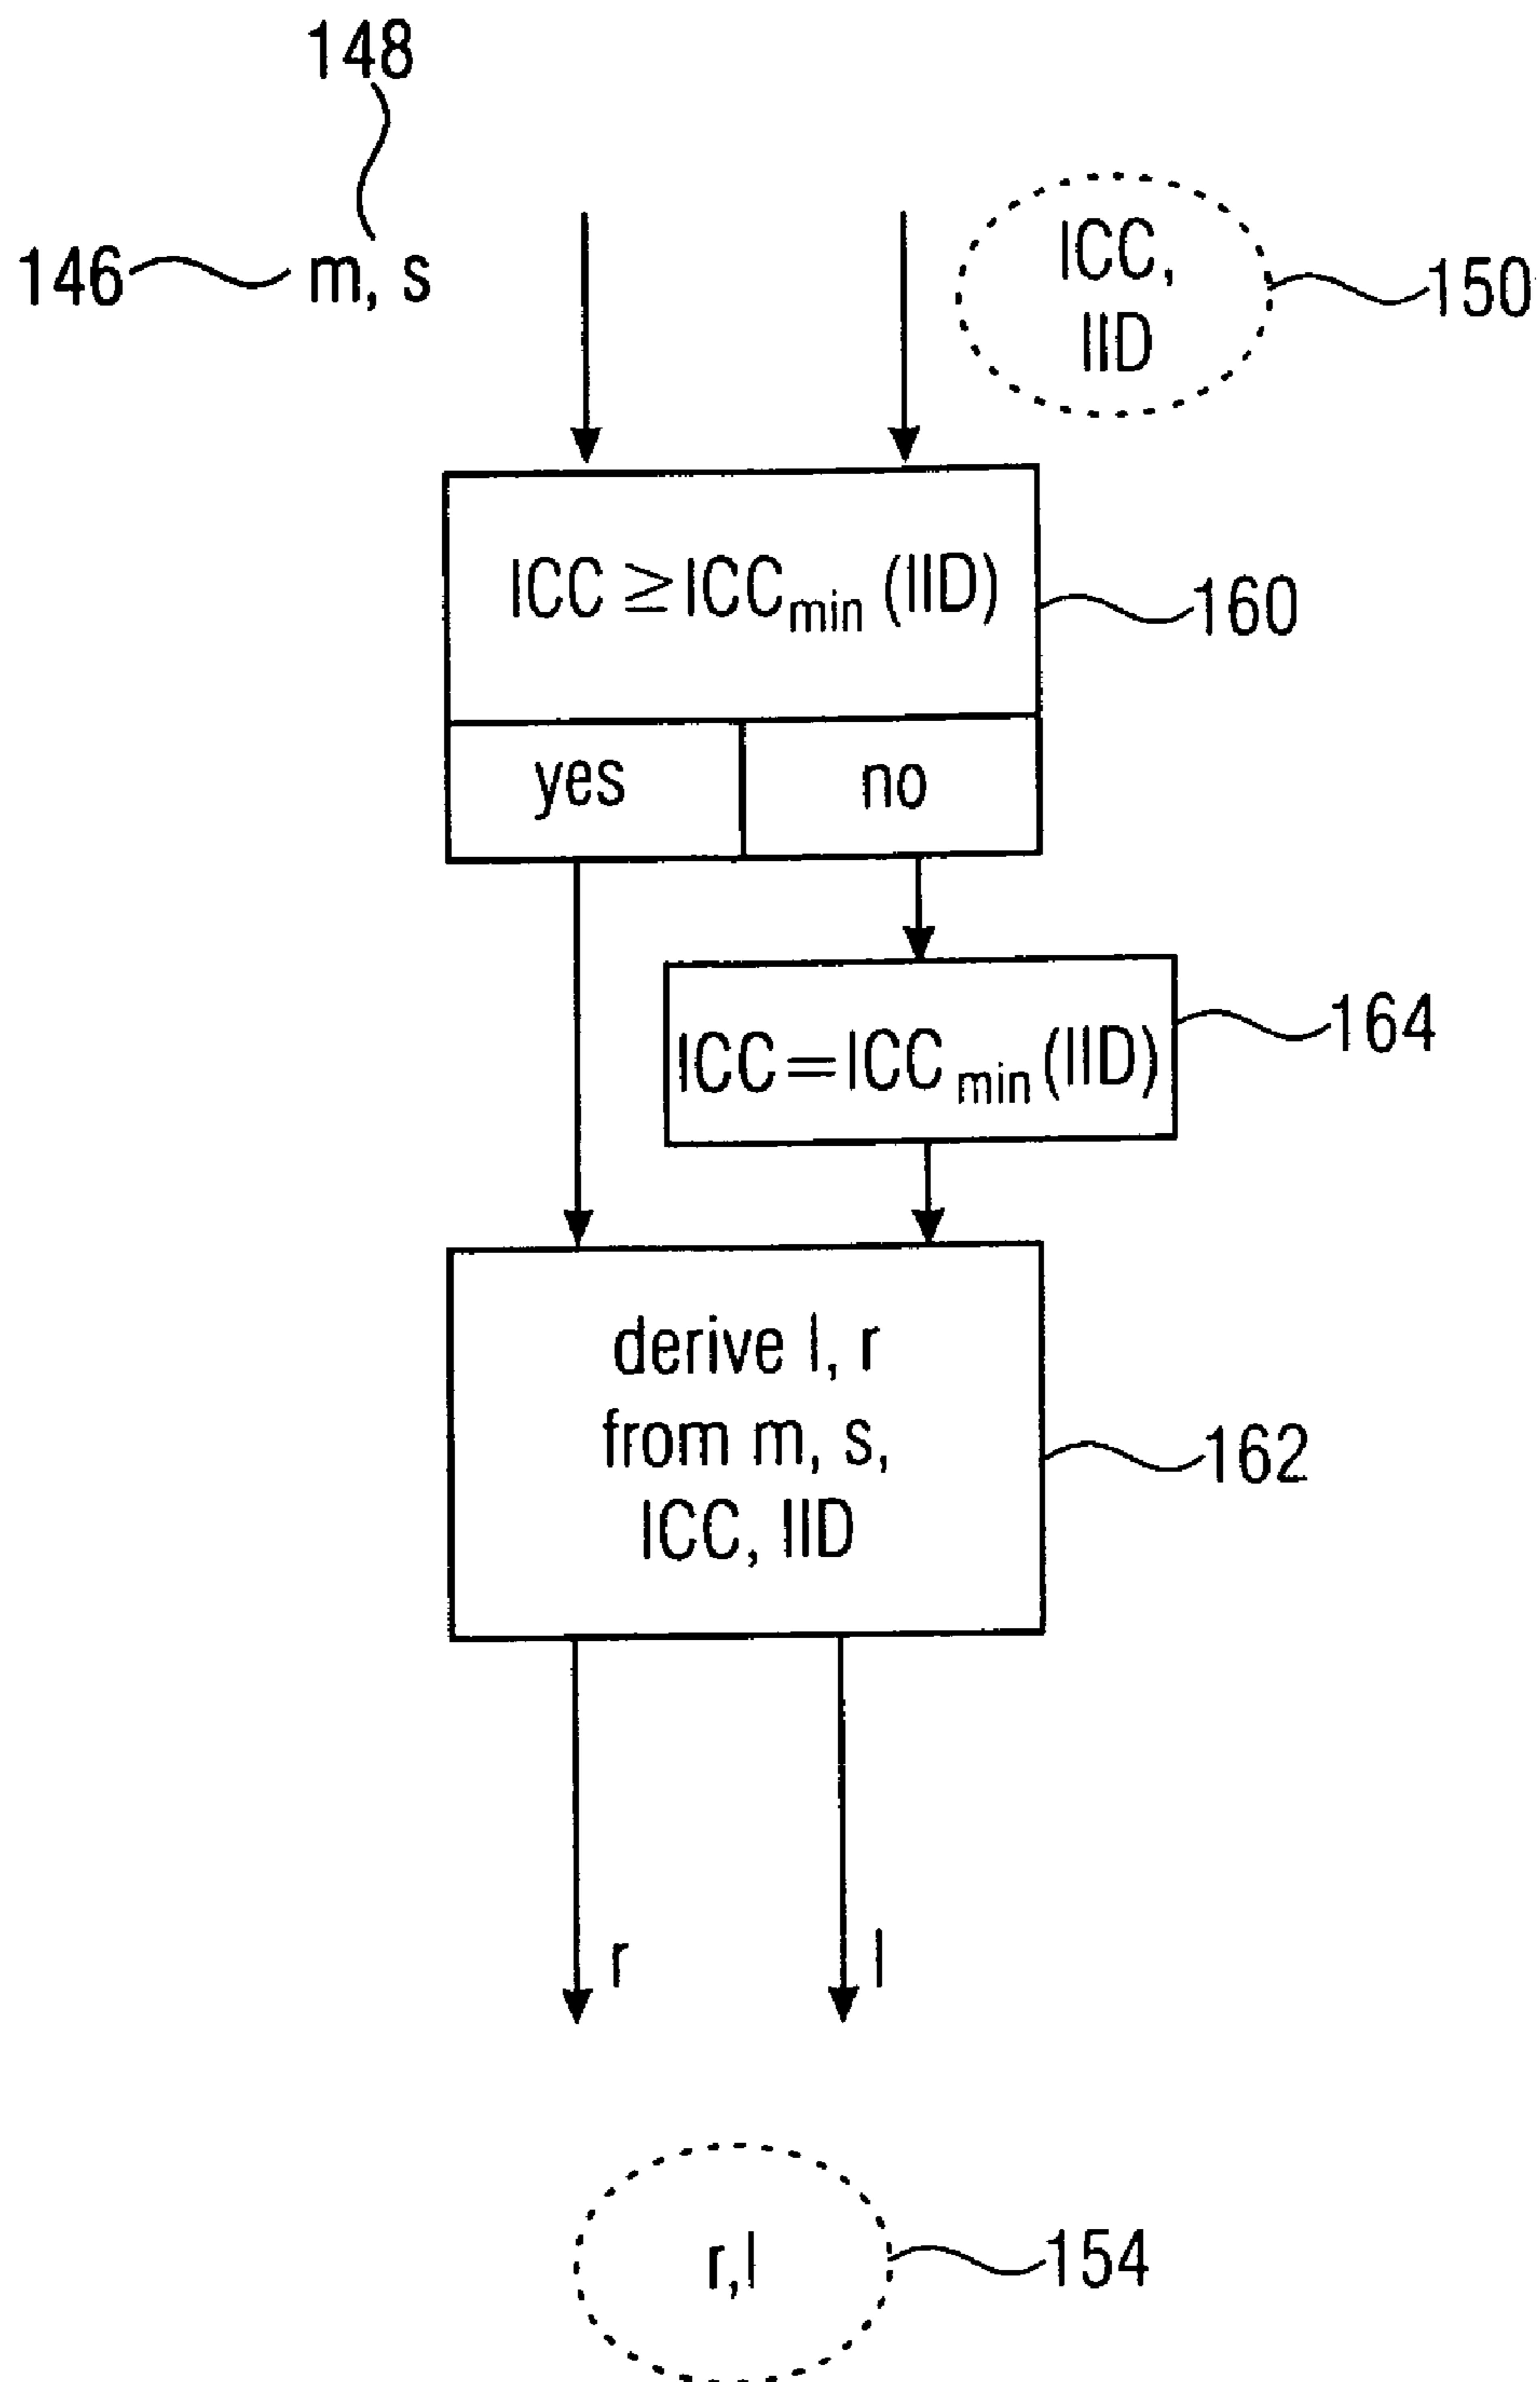 148
146 m, s
ICC,
IID
150
ICC ≥ ICCmin (IID)
160
yes no
ICC = ICCmin (IID)
164
derive l, r
from m, s,
ICC, IID
162
r l
r,l
154